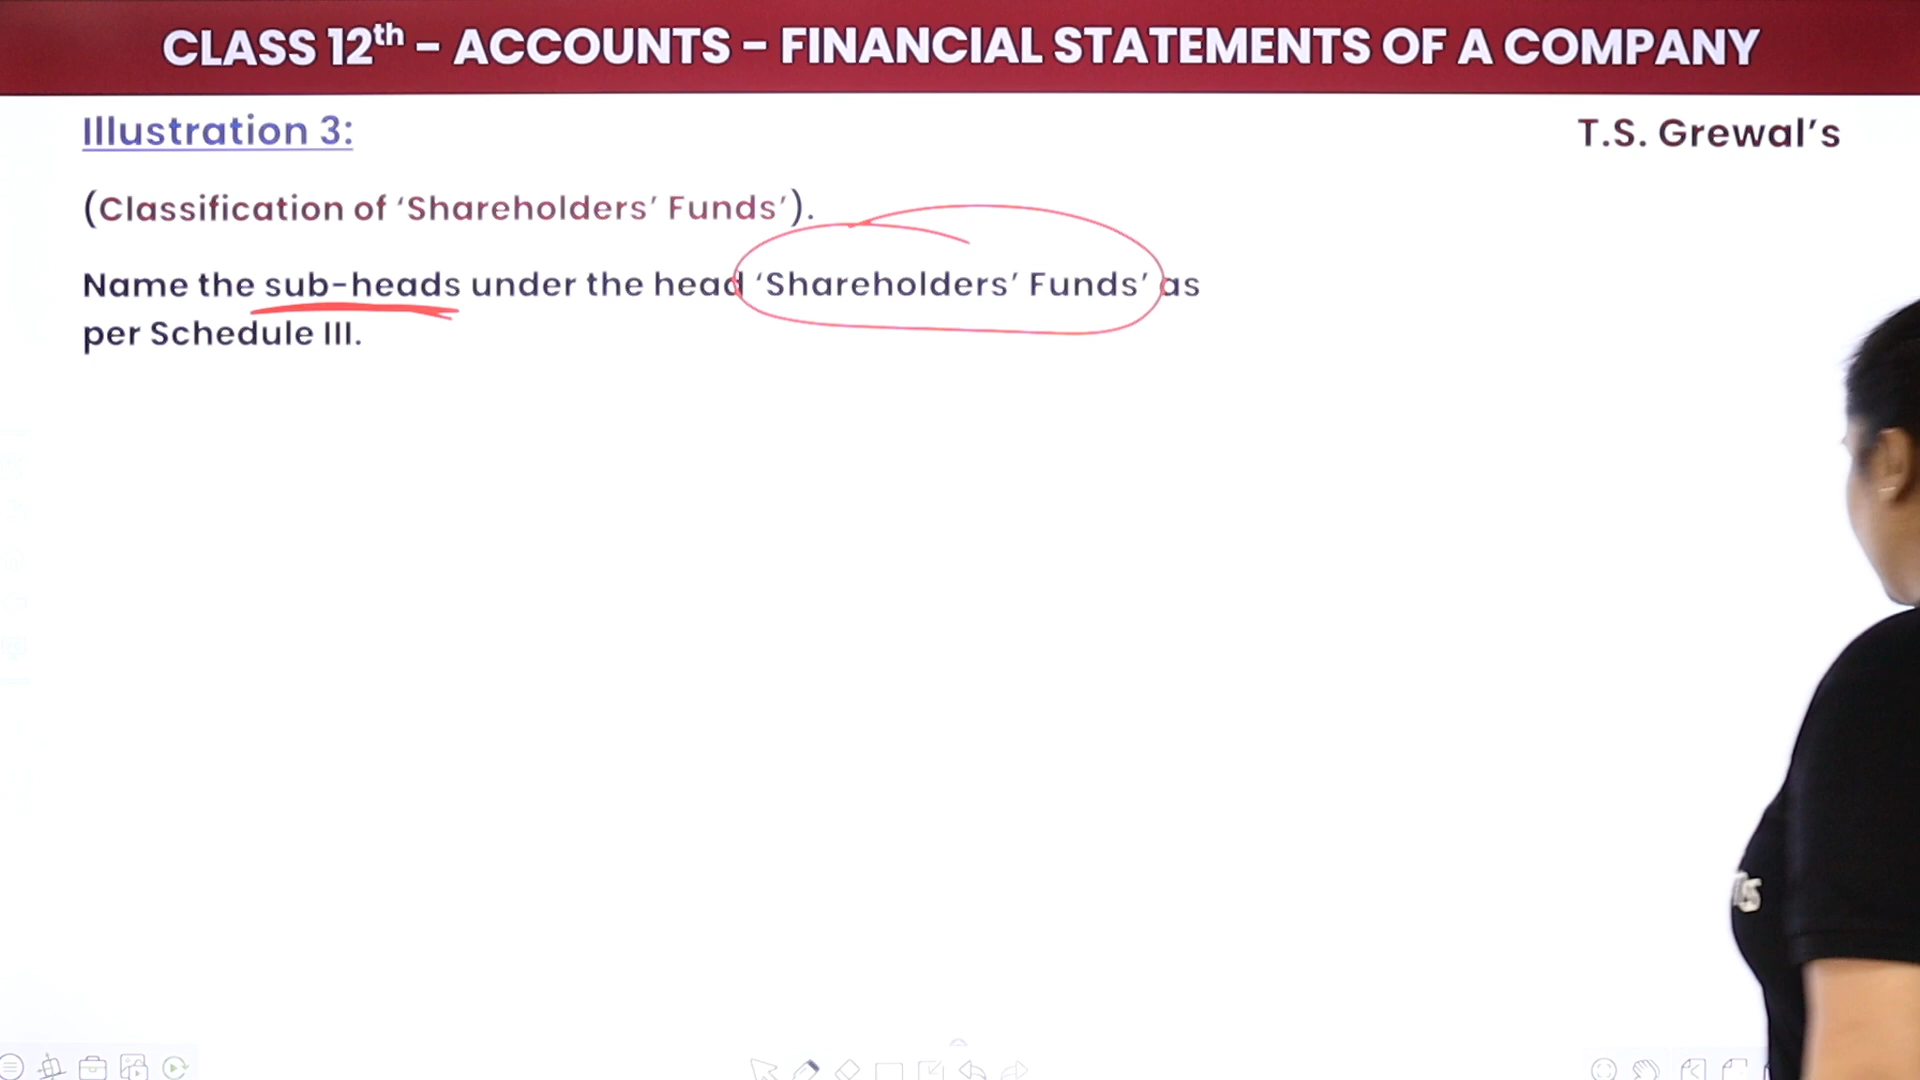 CLASS 12th – ACCOUNTS – FINANCIAL STATEMENTS OF A COMPANY
Illustration 3:
T.S. Grewal’s
(Classification of ‘Shareholders’ Funds’).
Name the sub-heads under the head ‘Shareholders’ Funds’ as
per Schedule III.